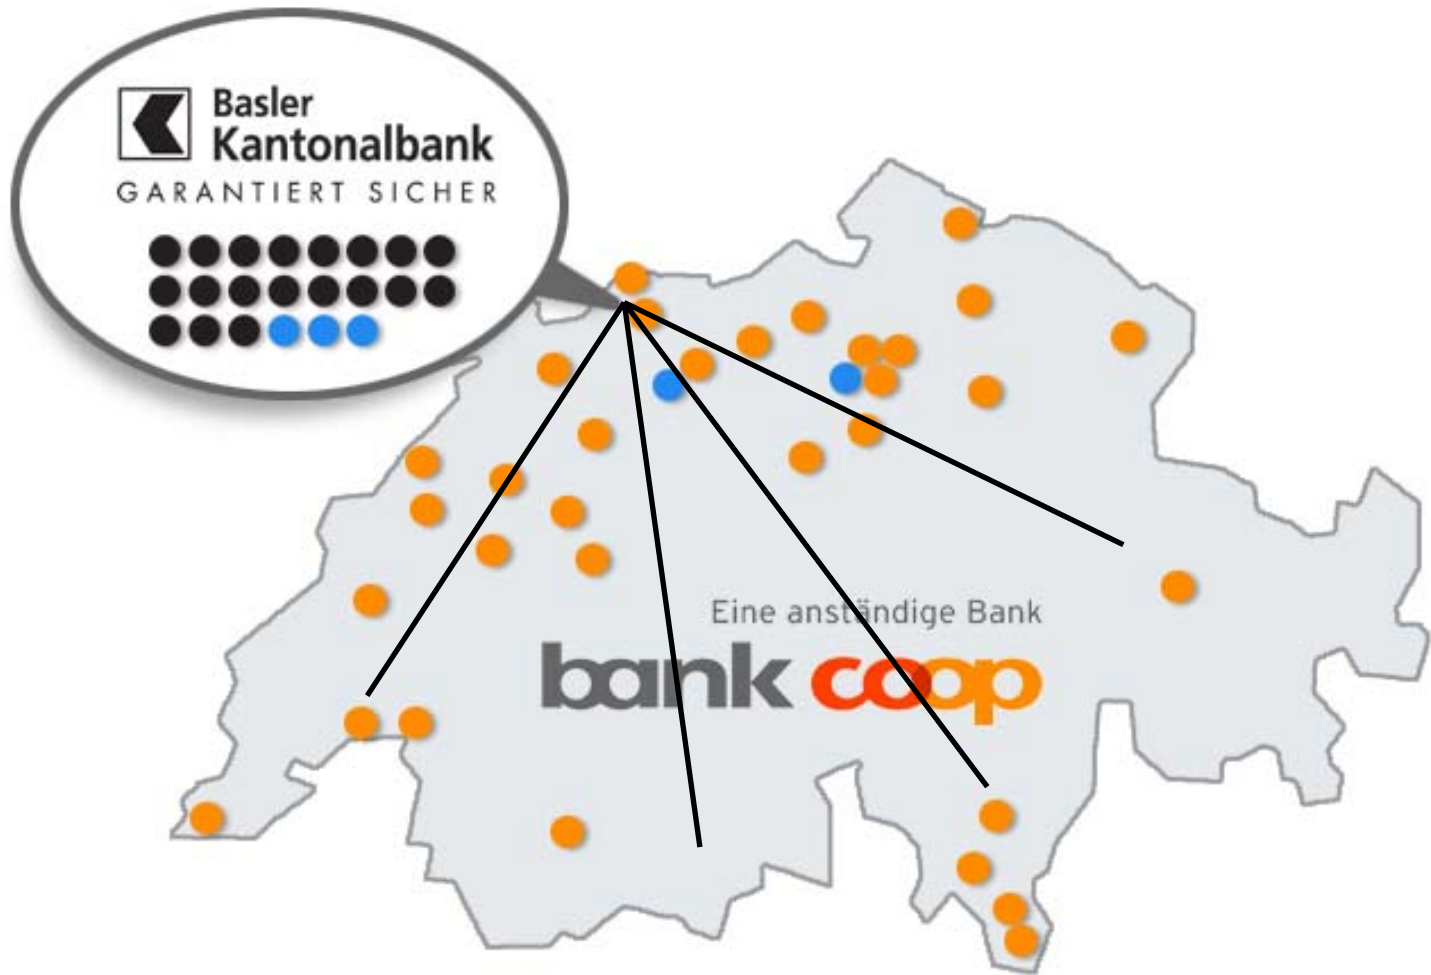 Basler
Kantonalbank
GARANTIERT SICHER
Eine anständige Bank
bank coop